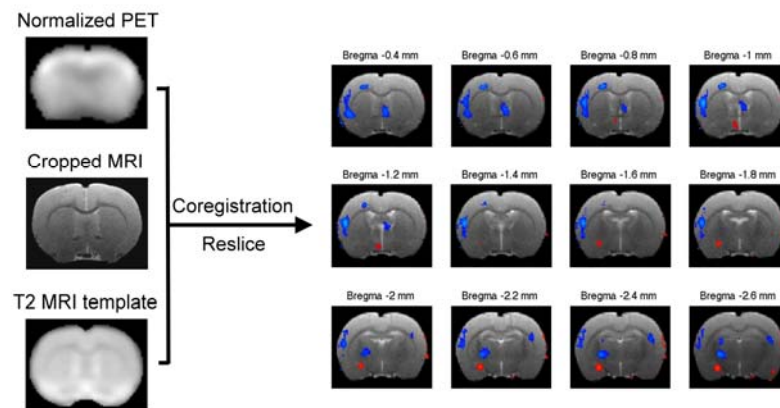 Normalized PET
Cropped MRI
T2 MRI template
Coregistration
Reslice
Bregma -0.4 mm
Bregma -0.6 mm
Bregma -0.8 mm
Bregma -1 mm
Bregma -1.2 mm
Bregma -1.4 mm
Bregma -1.6 mm
Bregma -1.8 mm
Bregma -2 mm
Bregma -2.2 mm
Bregma -2.4 mm
Bregma -2.6 mm